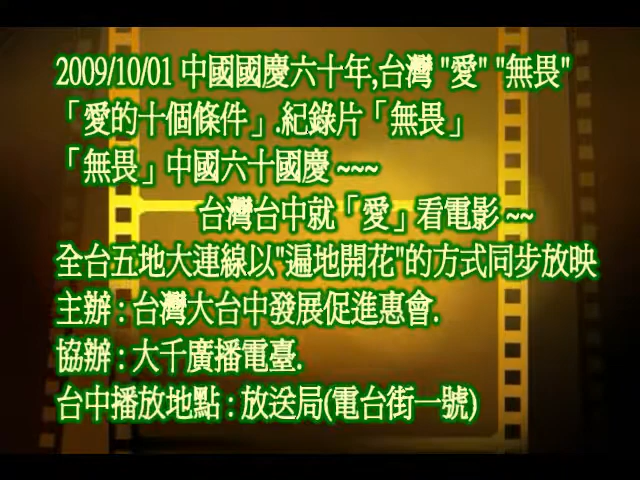 2009/10/01 中國國慶六十年,台灣 "愛" "無畏"
「愛的十個條件」.紀錄片「無畏」
「無畏」中國六十國慶 ~~~
台灣台中就「愛」看電影 ~~
全台五地大連線以"遍地開花"的方式同步放映
主辦 : 台灣大台中發展促進惠會.
協辦 : 大千廣播電臺.
台中播放地點 : 放送局(電台街一號)